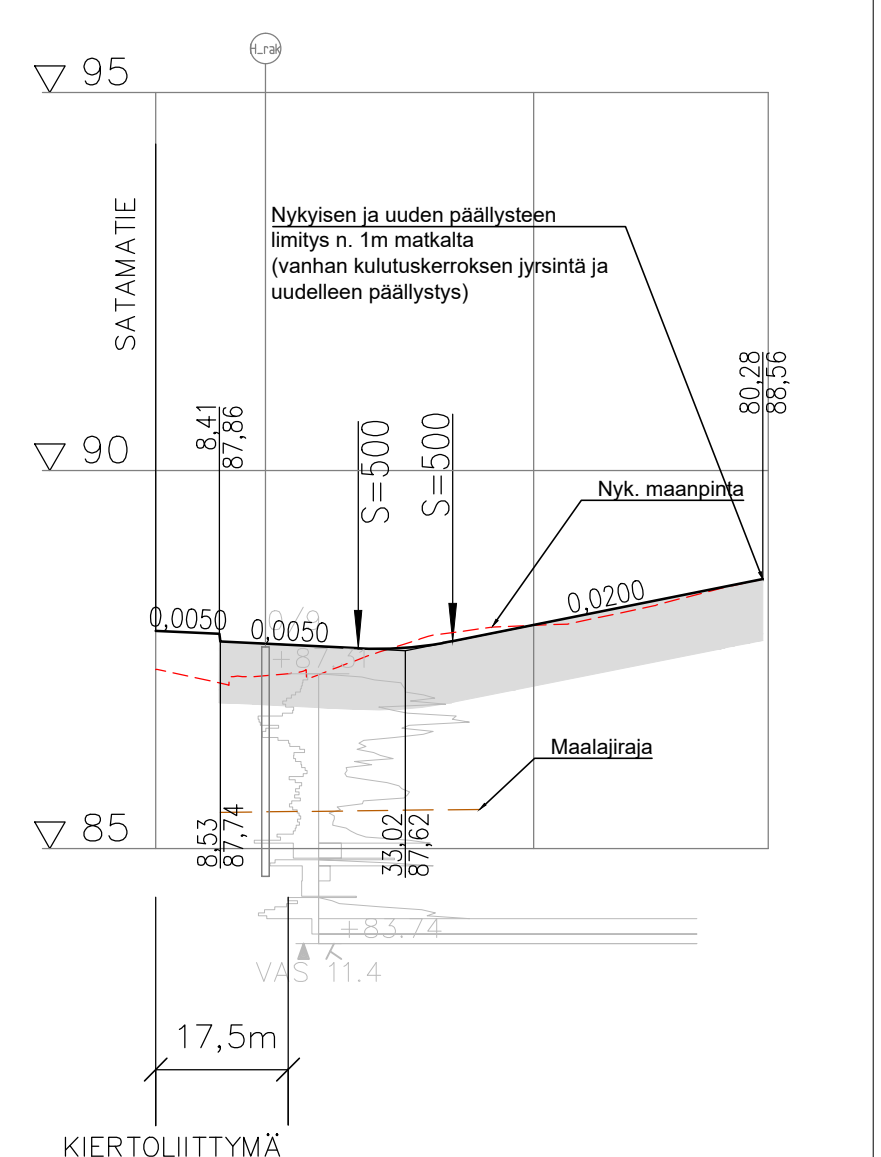 H_rak
95
SATAMATIE
Nykyisen ja uuden päällysteen
limitys n. 1m matkalta
(vanhan kulutuskerroksen jyrsintä ja
uudelleen päällystys)
80,28
88,56
8,41
87,86
90
S=500
S=500
Nyk. maanpinta
0,0050
0,0050
0,0200
+87.31
Maalajiraja
85
8,53
87,74
33,02
87,62
+83.74
VAS 11.4
17,5m
KIERTOLIITTYMÄ